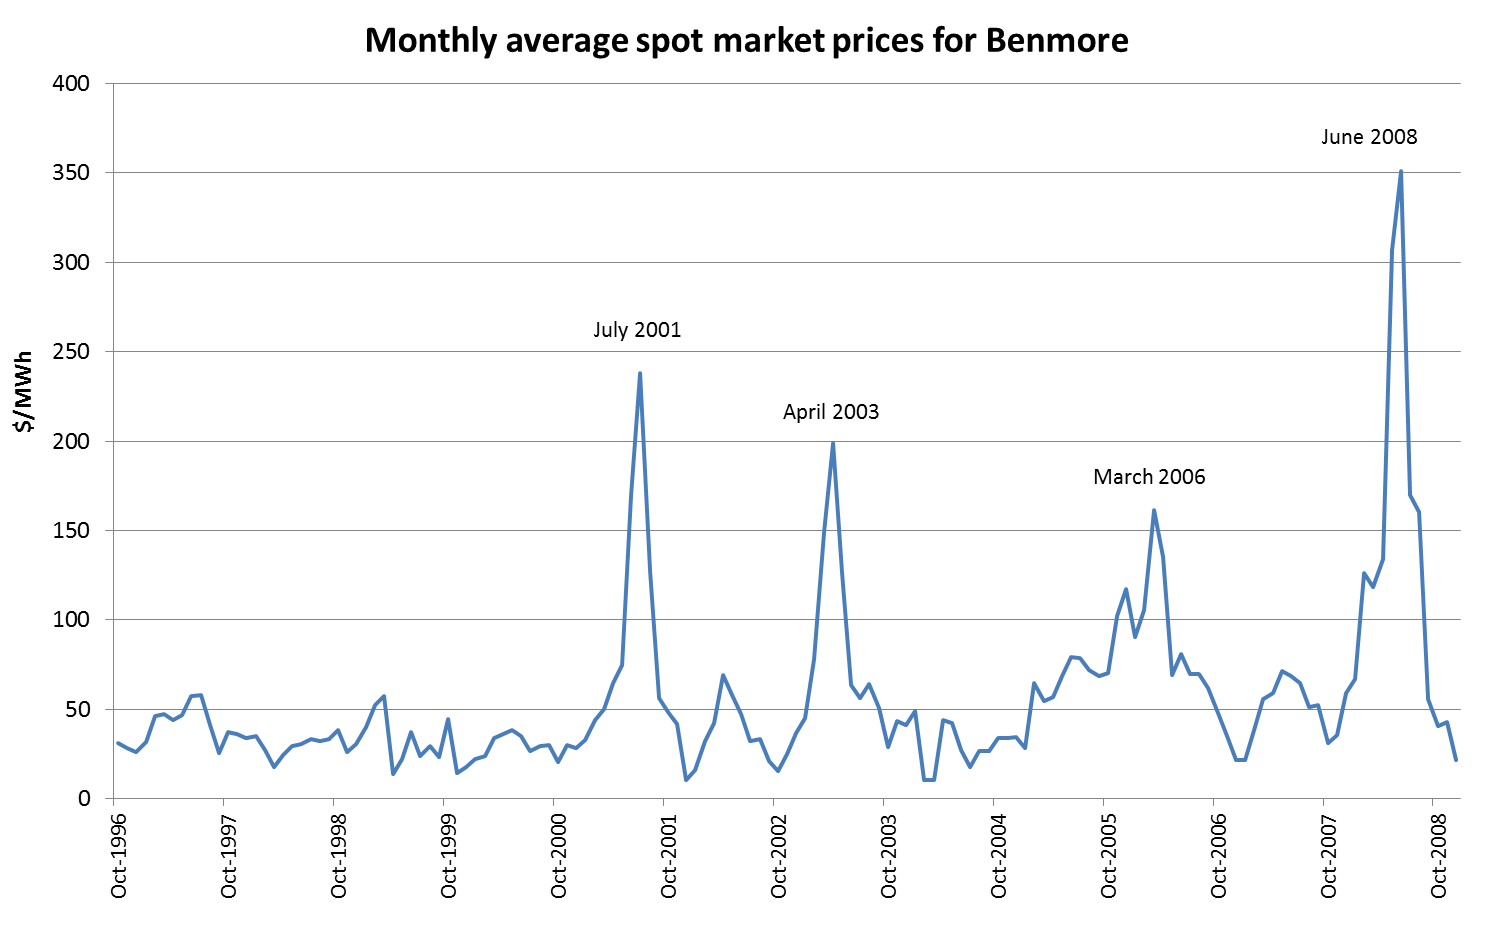 Monthly average spot market prices for Benmore
400
350
300
250
200
150
100
50
0
$/MWh
June 2008
July 2001
April 2003
March 2006
Oct-1996
Oct-1997
Oct-1998
Oct-1999
Oct-2000
Oct-2001
Oct-2002
Oct-2003
Oct-2004
Oct-2005
Oct-2006
Oct-2007
Oct-2008